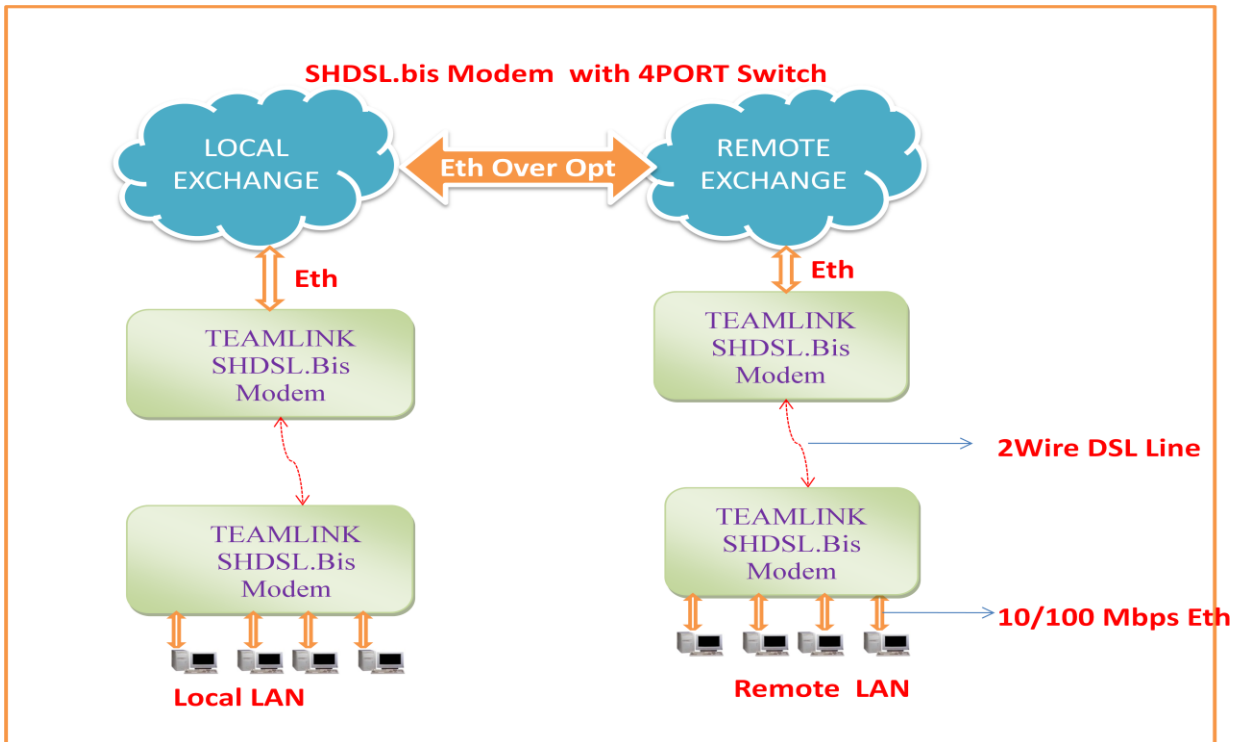 SHDSL.bis Modem with 4PORT Switch
LOCAL
EXCHANGE
Eth Over Opt
REMOTE
EXCHANGE
Eth
Eth
TEAMLINK
SHDSL.Bis
Modem
TEAMLINK
SHDSL.Bis
Modem
2Wire DSL Line
TEAMLINK
SHDSL.Bis
Modem
TEAMLINK
SHDSL.Bis
Modem
10/100 Mbps Eth
Local LAN
Remote LAN